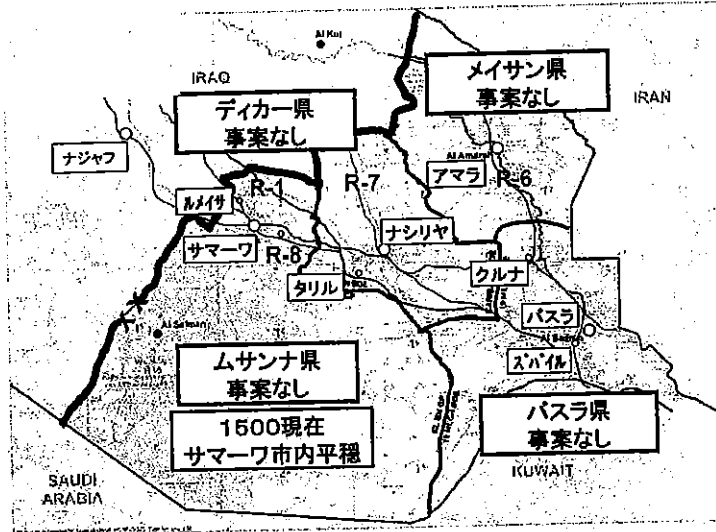 Al Kut
IRAQ
メイサン県
事案なし
IRAN
ディカー県
事案なし
ナジャフ
アマラ
R-1
R-7
R-6
ルメイサ
サマーワ
ナシリヤ
R-8
タリル
クルナ
バスラ
ズバイル
ムサンナ県
事案なし
1500現在
サマーワ市内平穏
バスラ県
事案なし
SAUDI
ARABIA
KUWAIT